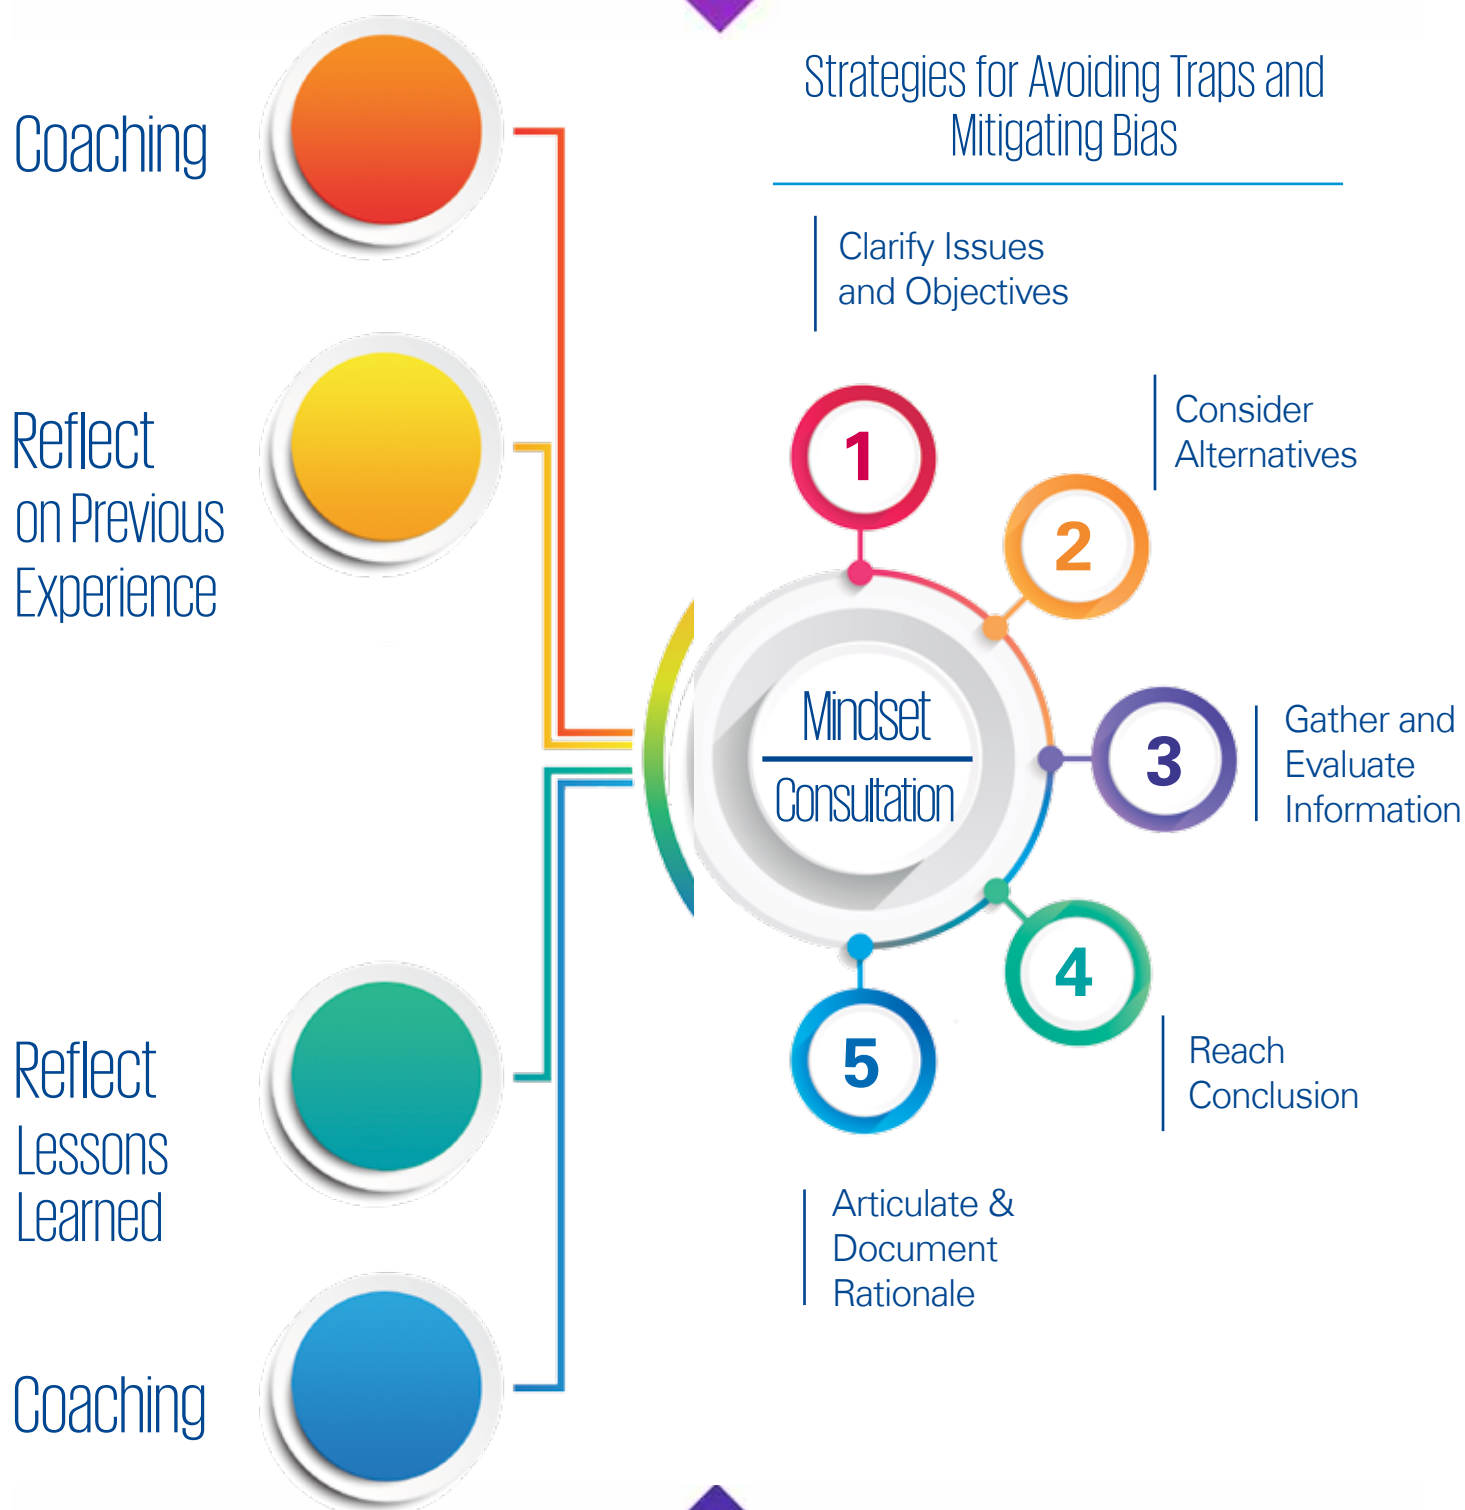 Coaching
Reflect
on Previous
Experience
Reflect
Lessons
Learned
Coaching
Strategies for Avoiding Traps and
Mitigating Bias
Clarify Issues
and Objectives
1
Consider
Alternatives
2
Mindset
Consultation
3
Gather and
Evaluate
Information
4
Reach
Conclusion
5
Articulate &
Document
Rationale